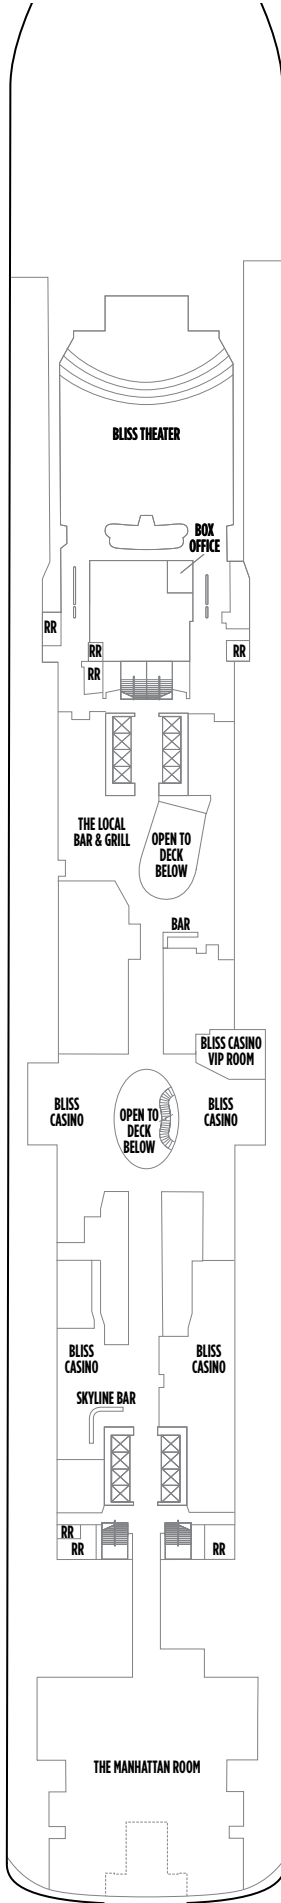 BLISS THEATER
BOX
OFFICE
RR
RR
RR
RR
THE LOCAL
BAR & GRILL
OPEN TO
DECK
BELOW
BAR
BLISS CASINO
VIP ROOM
BLISS
CASINO
OPEN TO
DECK
BELOW
BLISS
CASINO
BLISS
CASINO
BLISS
CASINO
SKYLINE BAR
RR
RR
RR
THE MANHATTAN ROOM